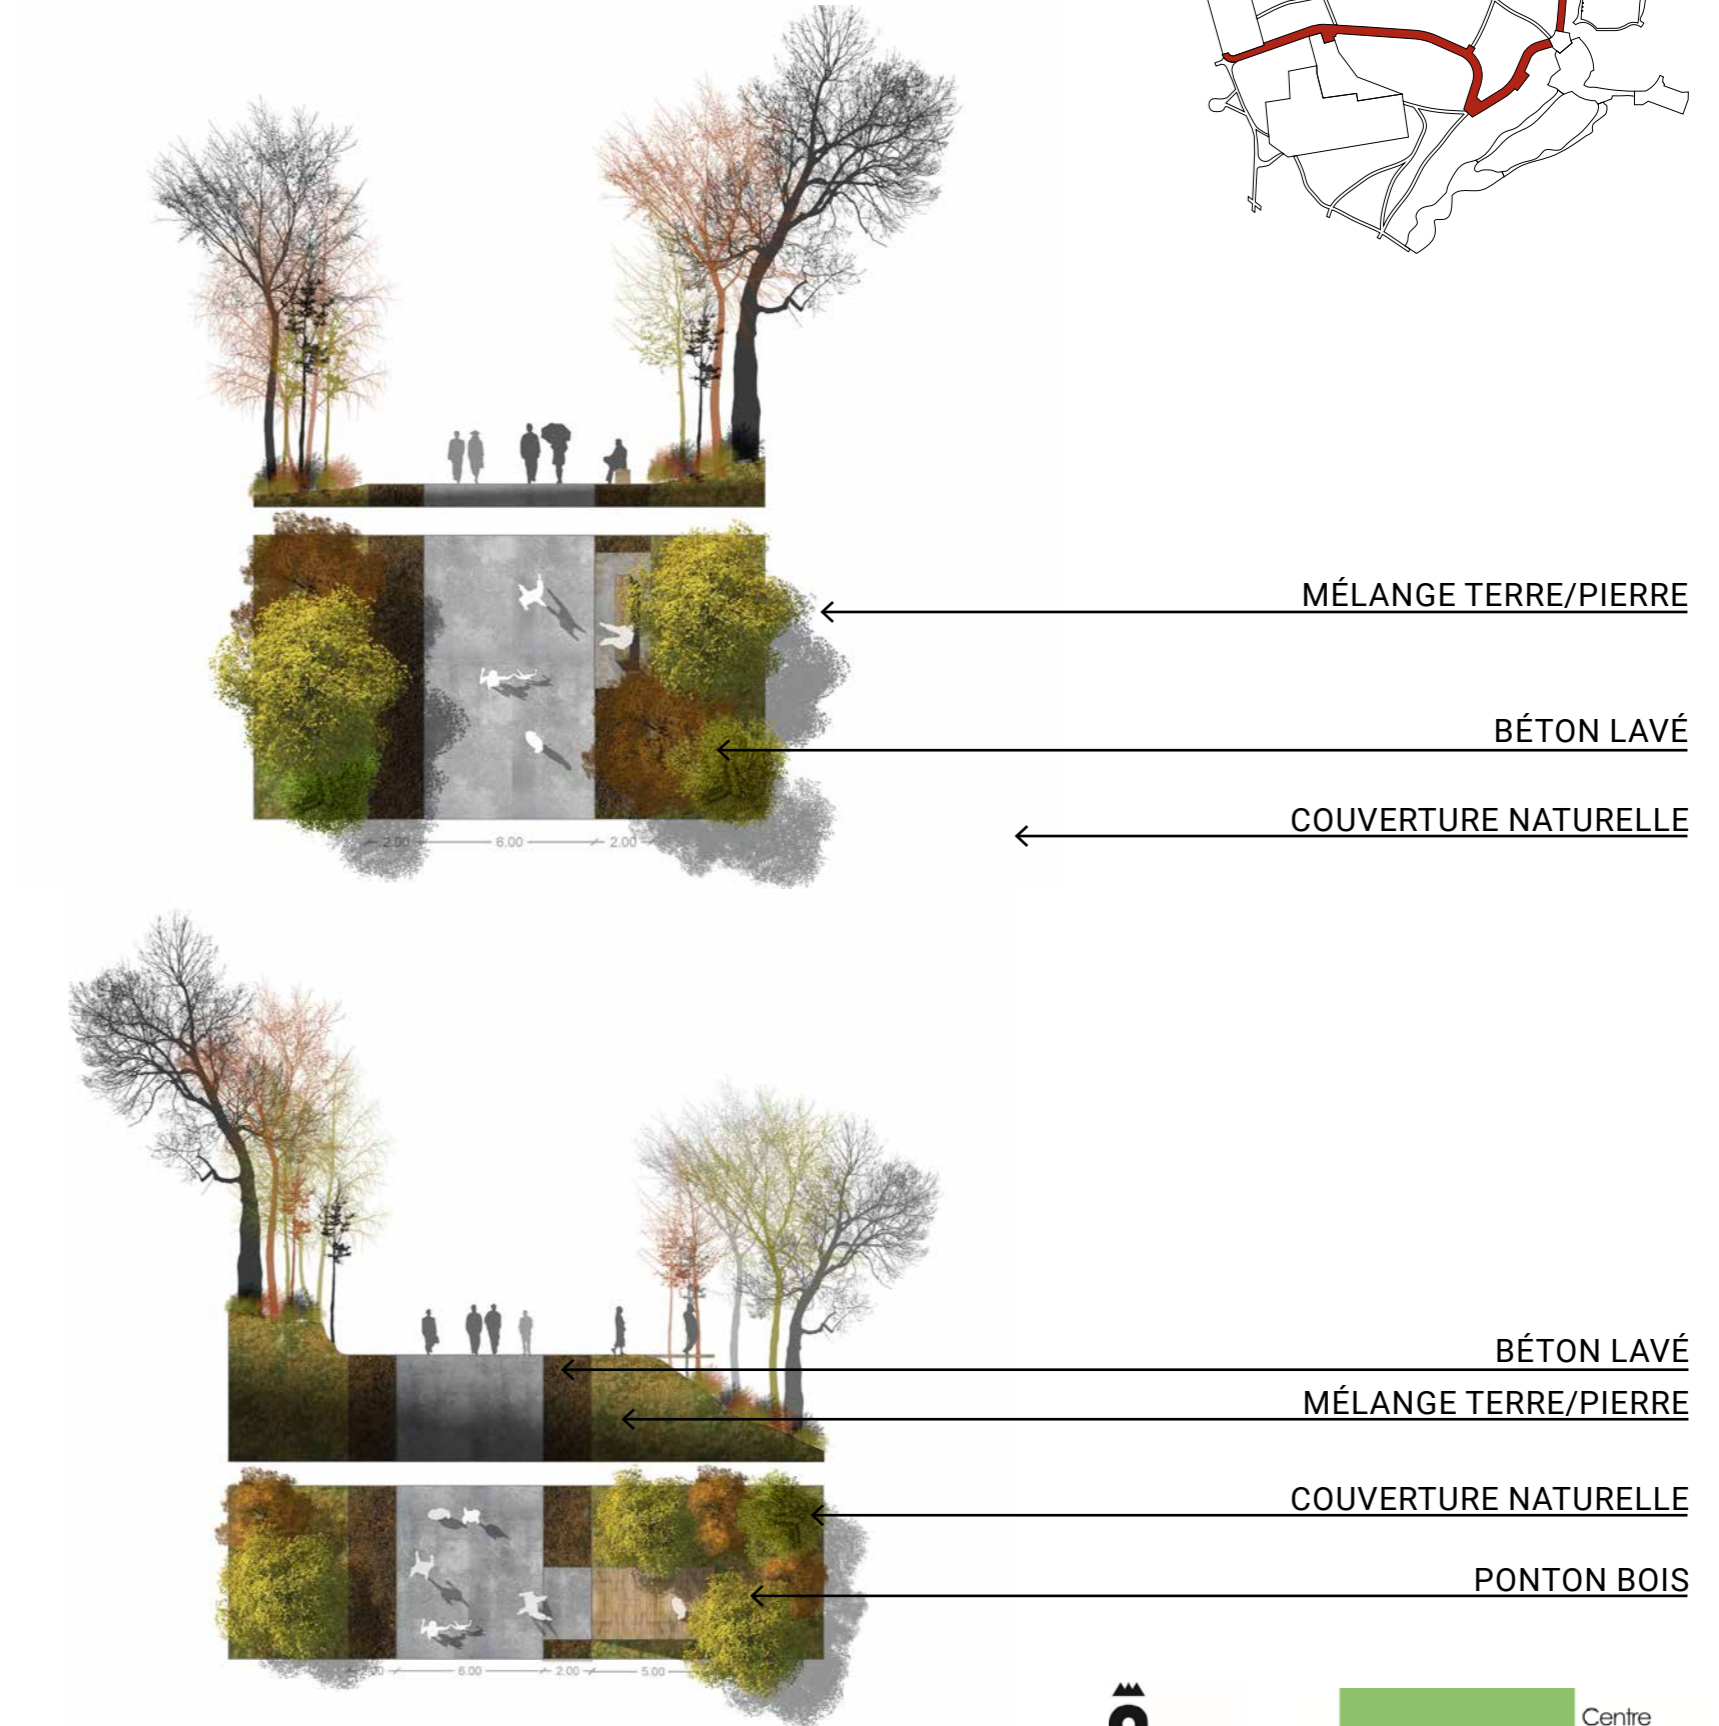 MÉLANGE TERRE/PIERRE
BÉTON LAVÉ
COUVERTURE NATURELLE
2.00 6.00 2.00
BÉTON LAVÉ
MÉLANGE TERRE/PIERRE
COUVERTURE NATURELLE
PONTON BOIS
6.00 2.00 5.00
Centre